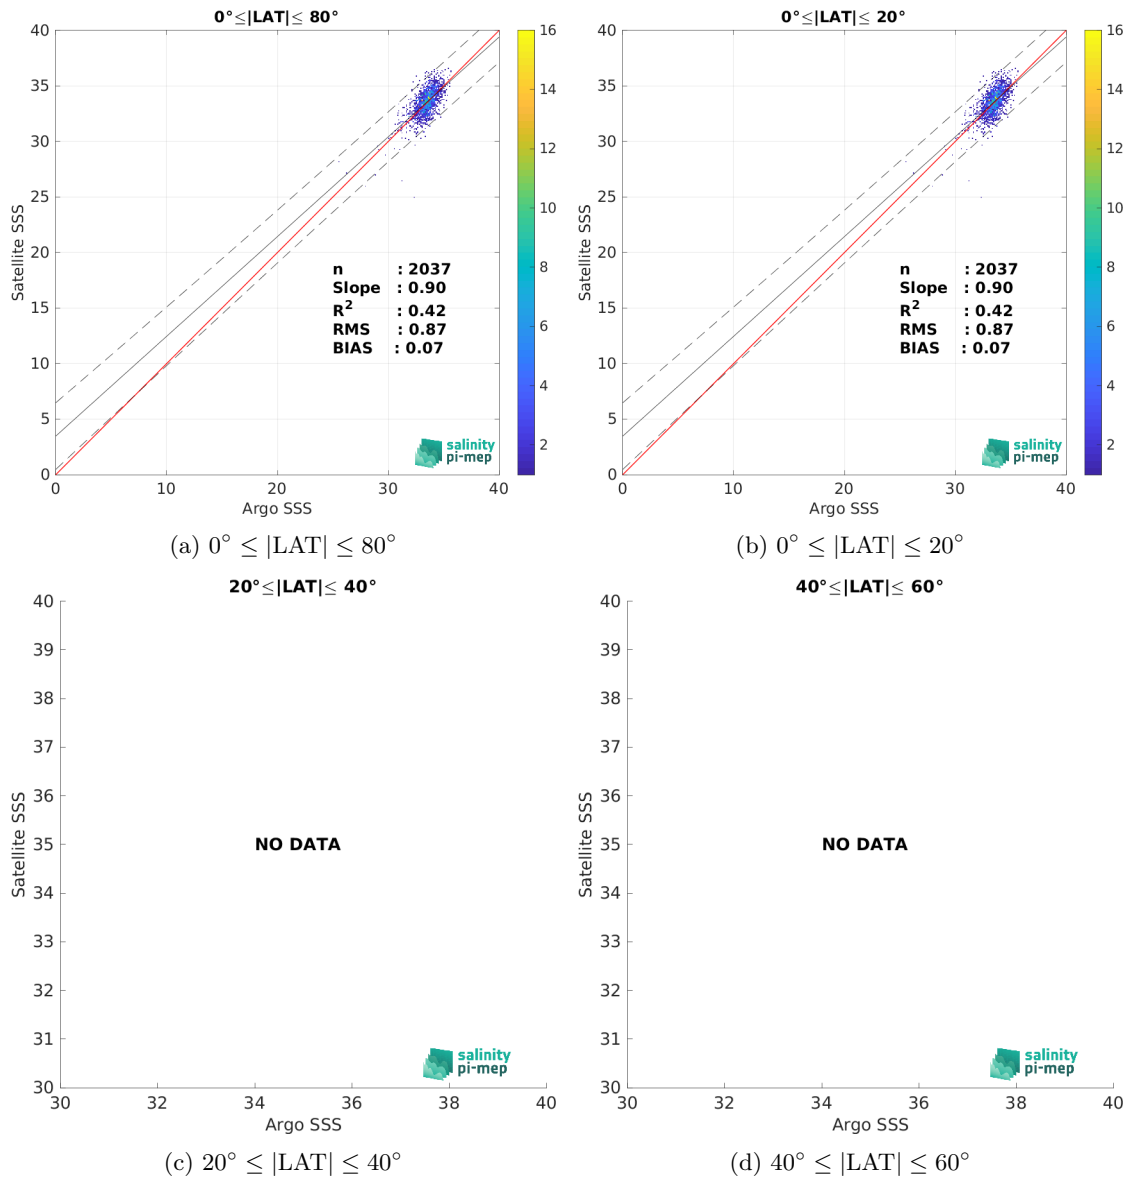 0°≤|LAT|≤ 80°
40
35
30
25
20
15
10
5
0
Satellite SSS
n : 2037
Slope : 0.90
R² : 0.42
RMS : 0.87
BIAS : 0.07
salinity
pi-mep
0 10 20 30 40
Argo SSS
16
14
12
10
8
6
4
2
(a) 0° ≤ |LAT| ≤ 80°
0°≤|LAT|≤ 20°
40
35
30
25
20
15
10
5
0
Satellite SSS
n : 2037
Slope : 0.90
R² : 0.42
RMS : 0.87
BIAS : 0.07
salinity
pi-mep
0 10 20 30 40
Argo SSS
16
14
12
10
8
6
4
2
(b) 0° ≤ |LAT| ≤ 20°
20°≤|LAT|≤ 40°
40
39
38
37
36
35
34
33
32
31
30
Satellite SSS
NO DATA
salinity
pi-mep
30 32 34 36 38 40
Argo SSS
(c) 20° ≤ |LAT| ≤ 40°
40°≤|LAT|≤ 60°
40
39
38
37
36
35
34
33
32
31
30
Satellite SSS
NO DATA
salinity
pi-mep
30 32 34 36 38 40
Argo SSS
(d) 40° ≤ |LAT| ≤ 60°